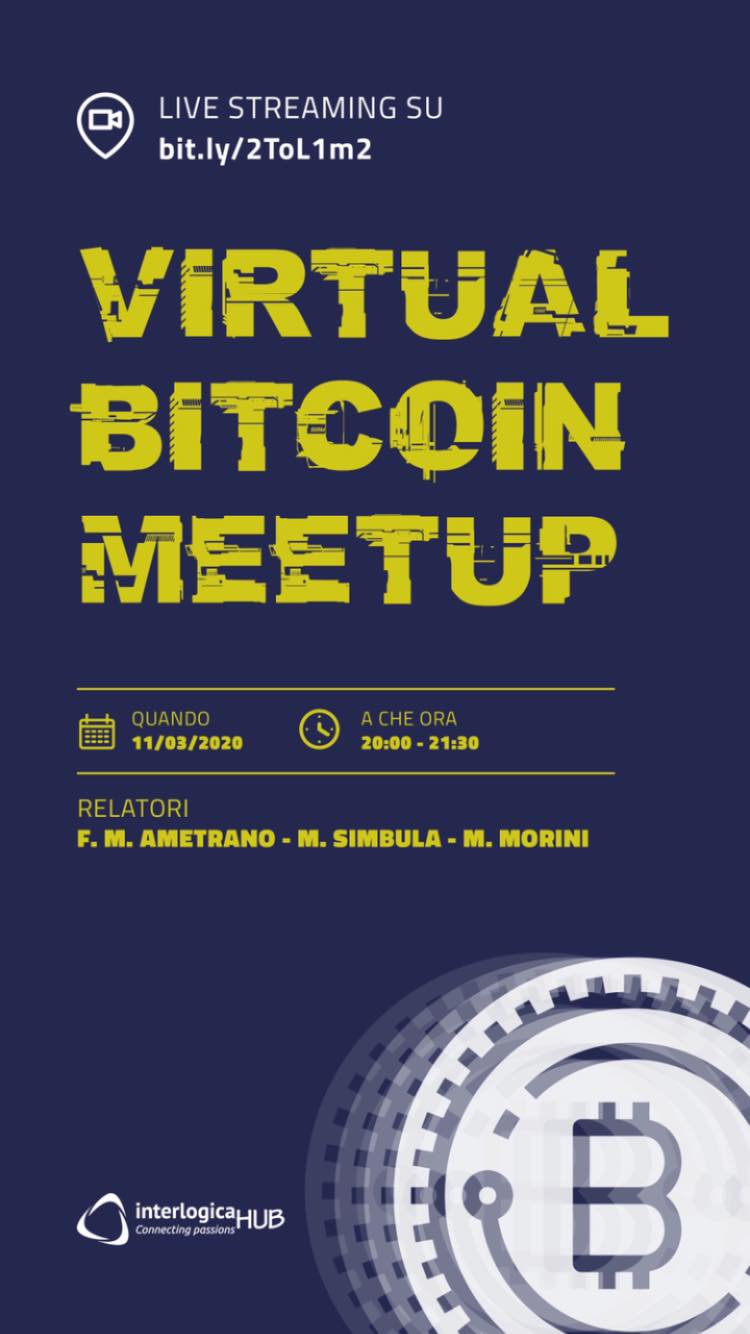 LIVE STREAMING SU
bit.ly/2ToL1m2
VIRTUAL
BITCOIN
MEETUP
QUANDO
11/03/2020
A CHE ORA
20:00 - 21:30
RELATORI
F. M. AMETRANO - M. SIMBULA - M. MORINI
interlogicaHUB
Connecting passions